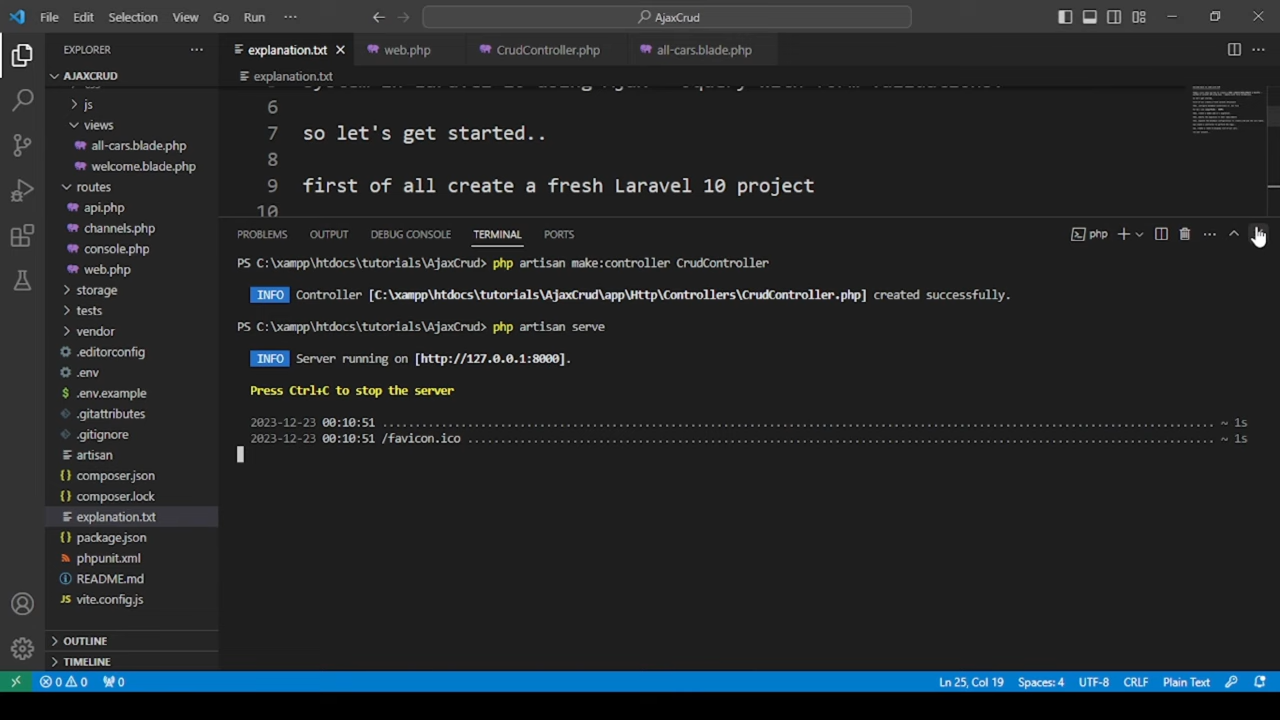 File Edit Selection View Go Run ··· AjaxCrud
EXPLORER ···
explanation.txt web.php CrudController.php all-cars.blade.php
AJAXCRUD
explanation.txt
js
views
all-cars.blade.php
welcome.blade.php
routes
api.php
channels.php
console.php
web.php
storage
tests
vendor
.editorconfig
.env
.env.example
.gitattributes
.gitignore
artisan
composer.json
composer.lock
explanation.txt
package.json
phpunit.xml
README.md
vite.config.js
OUTLINE
TIMELINE
6
7 so let's get started..
8
9 first of all create a fresh Laravel 10 project
10
PROBLEMS OUTPUT DEBUG CONSOLE TERMINAL PORTS php
PS C:\xampp\htdocs\tutorials\AjaxCrud> php artisan make:controller CrudController
INFO Controller [C:\xampp\htdocs\tutorials\AjaxCrud\app\Http\Controllers\CrudController.php] created successfully.
PS C:\xampp\htdocs\tutorials\AjaxCrud> php artisan serve
INFO Server running on [http://127.0.0.1:8000].
Press Ctrl+C to stop the server
2023-12-23 00:10:51 ........................................................................................................................ ~ 1s
2023-12-23 00:10:51 /favicon.ico ........................................................................................................... ~ 1s
0 0 0 Ln 25, Col 19 Spaces: 4 UTF-8 CRLF Plain Text